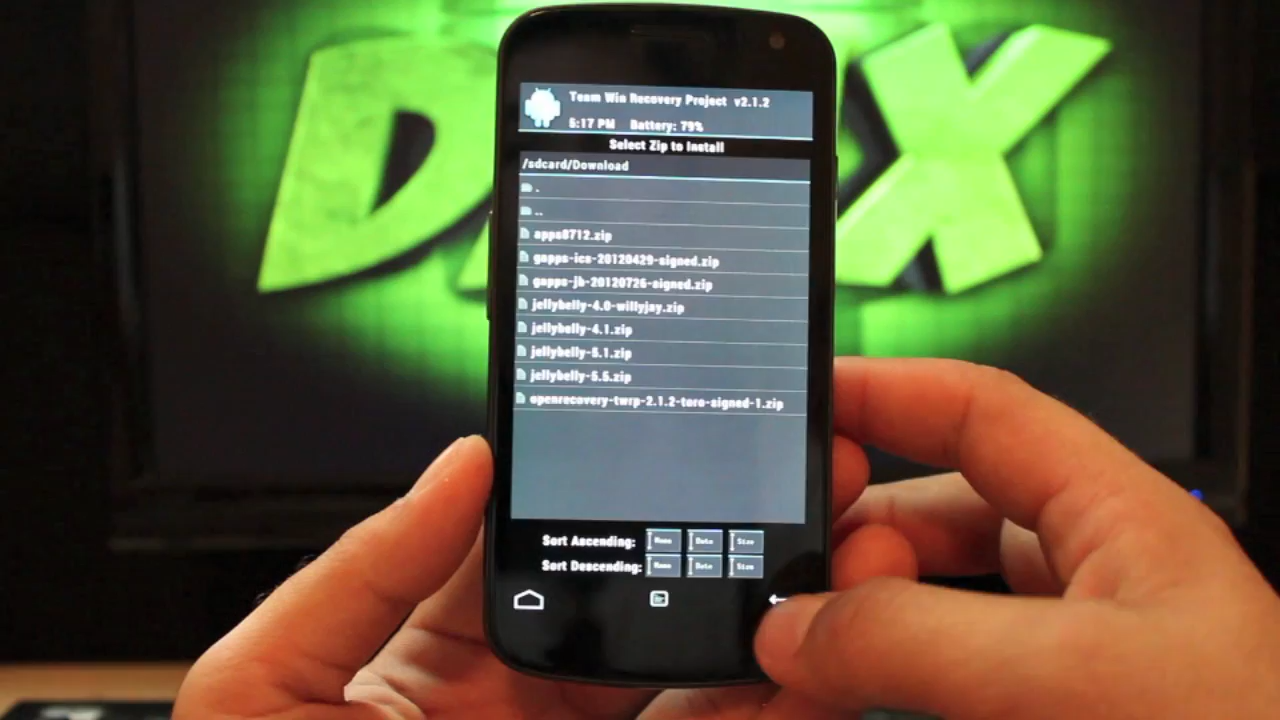 Team Win Recovery Project v2.1.2
5:17 PM Battery: 79%
Select Zip to Install
/sdcard/Download
.
..
apps8712.zip
gapps-ics-20120429-signed.zip
gapps-jb-20120726-signed.zip
jellybelly-4.0-willyjay.zip
jellybelly-4.1.zip
jellybelly-5.1.zip
jellybelly-5.5.zip
openrecovery-twrp-2.1.2-toro-signed-1.zip
Sort Ascending: Name Date Size
Sort Descending: Name Date Size